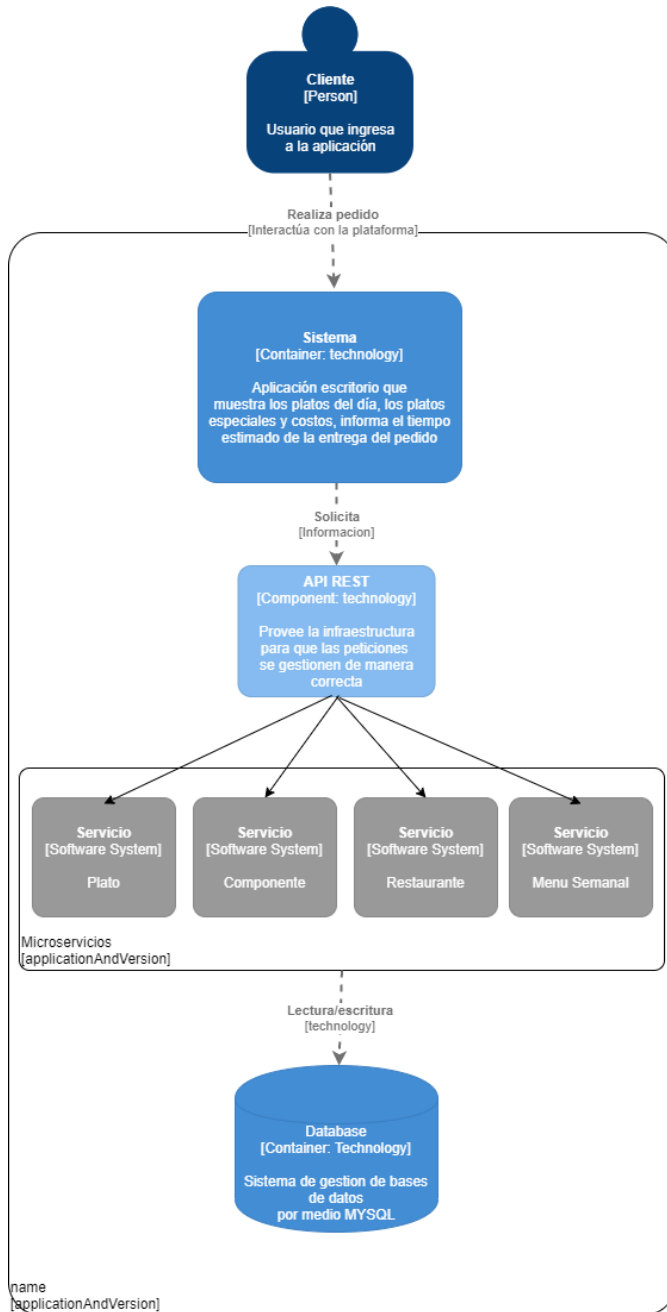 Cliente
[Person]
Usuario que ingresa
a la aplicación
Realiza pedido
[Interactúa con la plataforma]
Sistema
[Container: technology]
Aplicación escritorio que
muestra los platos del día, los platos
especiales y costos, informa el tiempo
estimado de la entrega del pedido
Solicita
[Informacion]
API REST
[Component: technology]
Provee la infraestructura
para que las peticiones
se gestionen de manera
correcta
Servicio
[Software System]
Plato
Servicio
[Software System]
Componente
Servicio
[Software System]
Restaurante
Servicio
[Software System]
Menu Semanal
Microservicios
[applicationAndVersion]
Lectura/escritura
[technology]
Database
[Container: Technology]
Sistema de gestion de bases
de datos
por medio MYSQL
name
[applicationAndVersion]